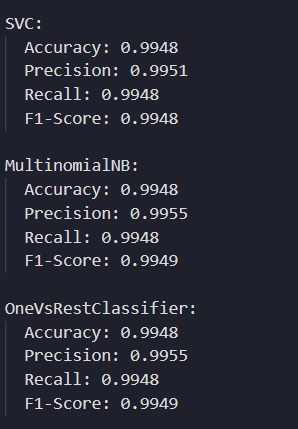 SVC:
Accuracy: 0.9948
Precision: 0.9951
Recall: 0.9948
F1-Score: 0.9948
MultinomialNB:
Accuracy: 0.9948
Precision: 0.9955
Recall: 0.9948
F1-Score: 0.9949
OneVsRestClassifier:
Accuracy: 0.9948
Precision: 0.9955
Recall: 0.9948
F1-Score: 0.9949